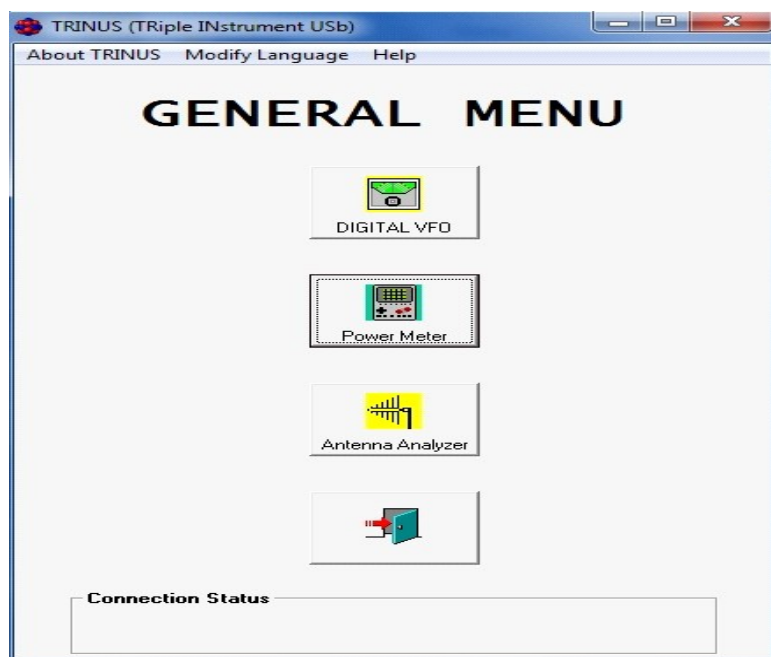 TRINUS (TRiple INstrument USb)
About TRINUS Modify Language Help
GENERAL MENU
DIGITAL VFO
Power Meter
Antenna Analyzer
Connection Status